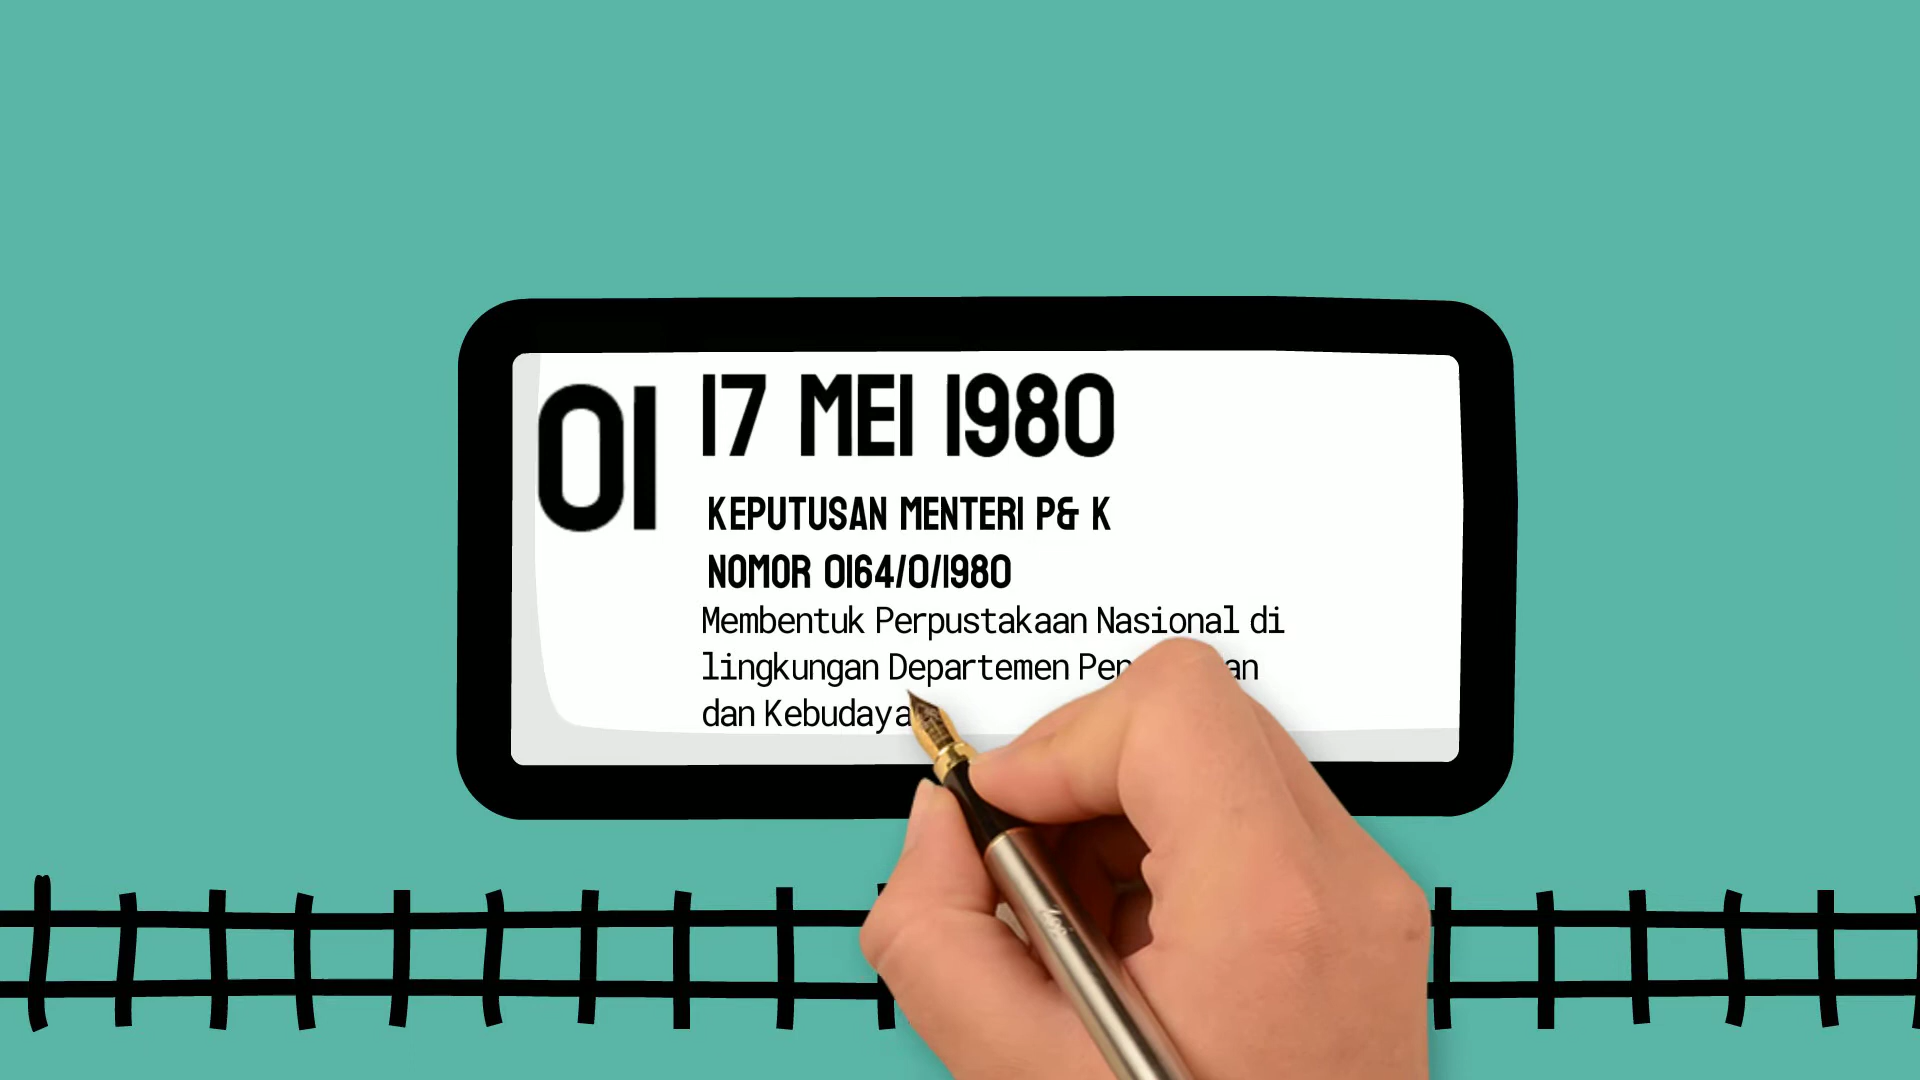 01
17 MEI 1980
KEPUTUSAN MENTERI P& K
NOMOR 0164/0/1980
Membentuk Perpustakaan Nasional di
lingkungan Departemen
dan